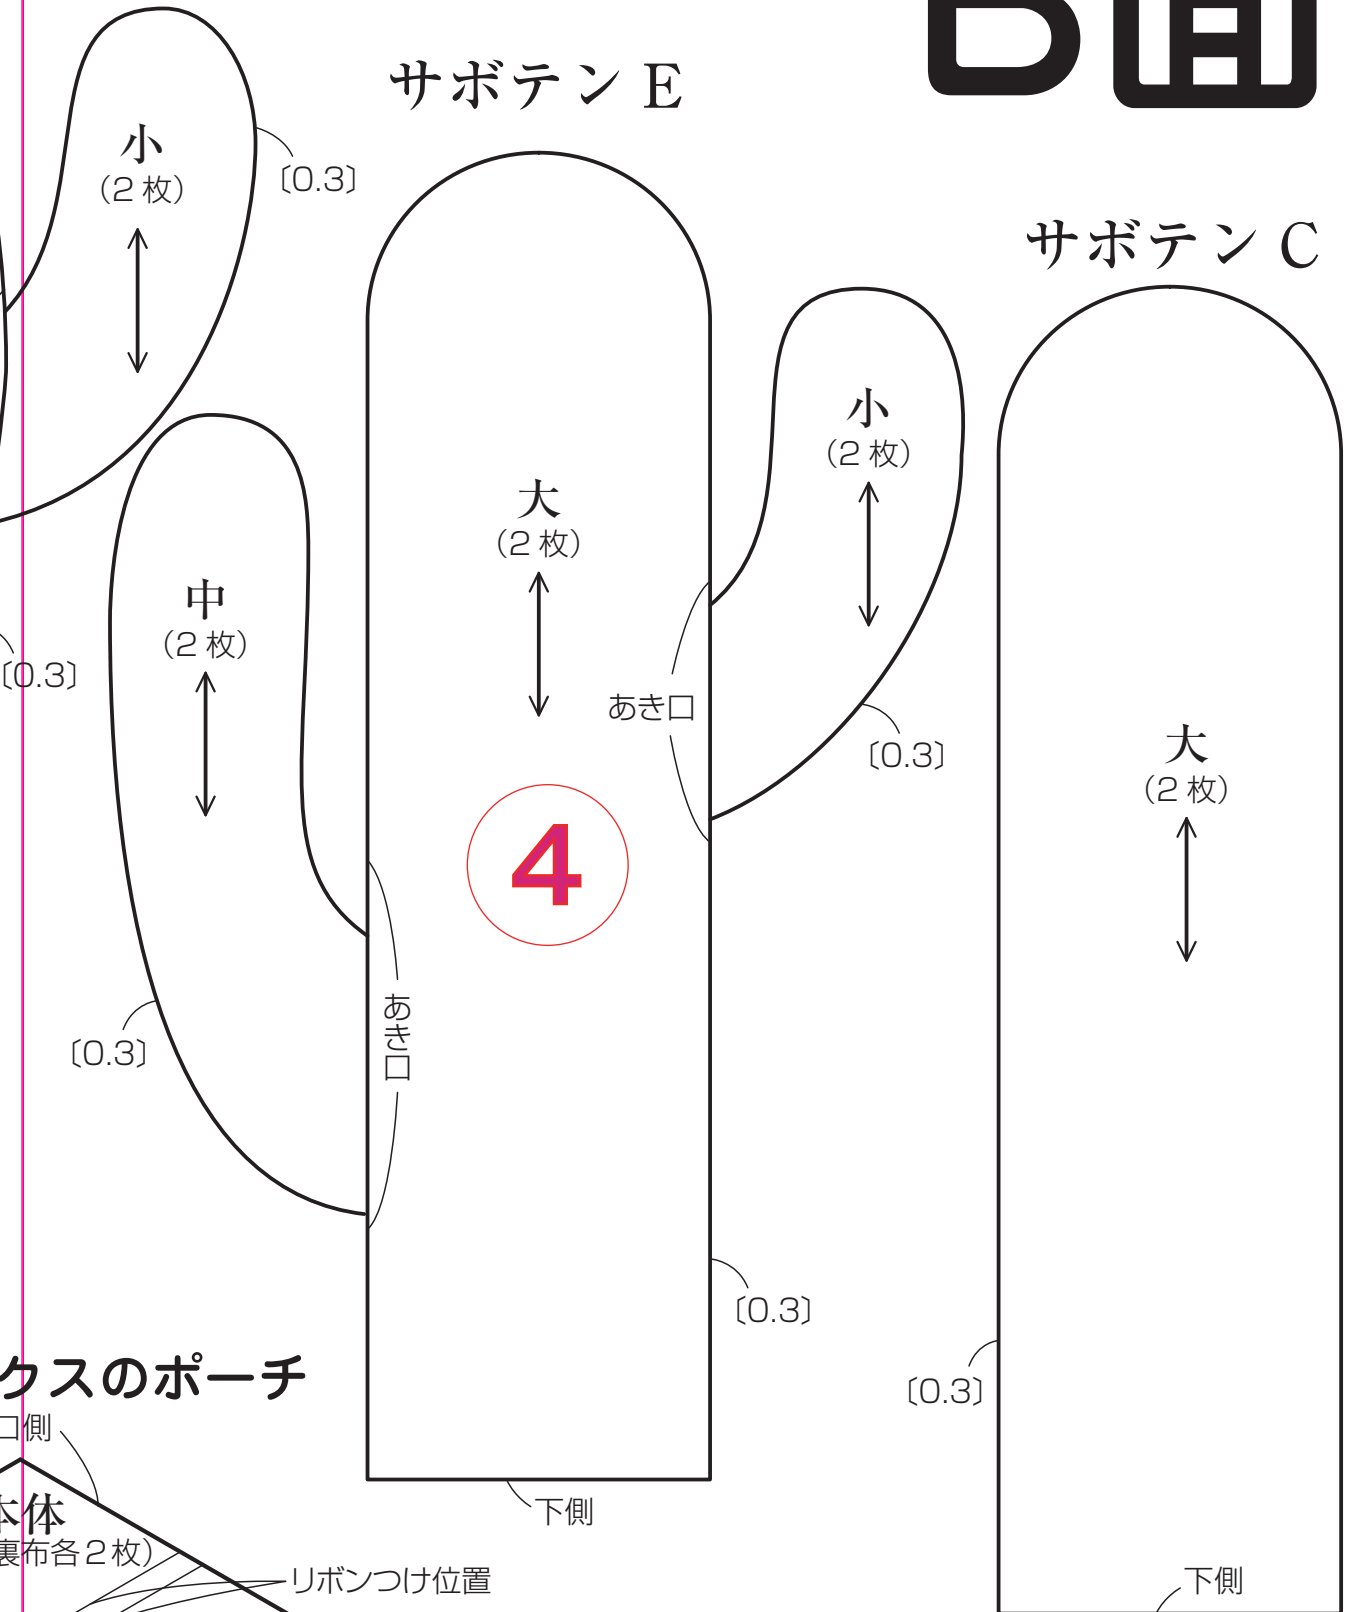 B面
サボテン E
小
(2 枚)
〔0.3〕
サボテン C
小
(2 枚)
大
(2 枚)
中
(2 枚)
〔0.3〕
あき口
〔0.3〕
大
(2 枚)
4
あき口
〔0.3〕
〔0.3〕
クスのポーチ
〔0.3〕
口側
本体
裏布各2枚)
下側
リボンつけ位置
下側